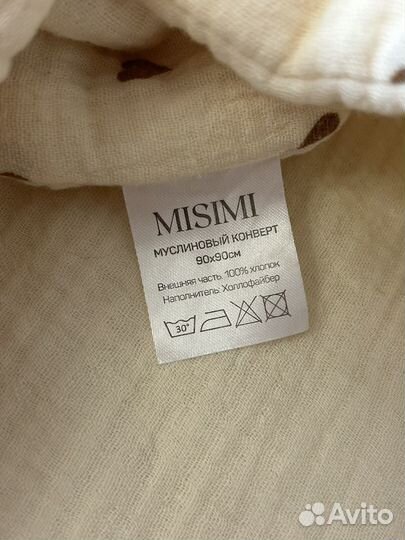 MISIMI
МУСЛИНОВЫЙ КОНВЕРТ
90х90см
Внешняя часть: 100% хлопок
Наполнитель: Холлофайбер
30°
Avito